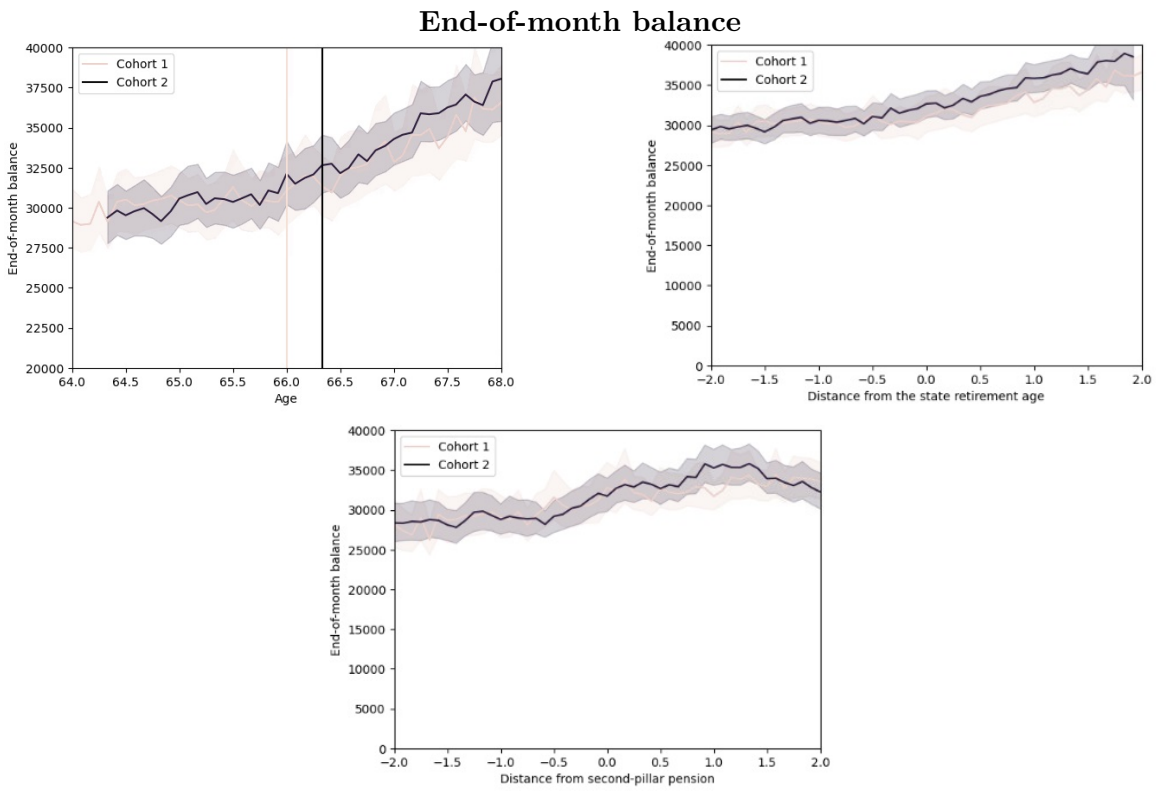 End-of-month balance
Cohort 1
Cohort 2
End-of-month balance
40000
37500
35000
32500
30000
27500
25000
22500
20000
64.0 64.5 65.0 65.5 66.0 66.5 67.0 67.5 68.0
Age
Cohort 1
Cohort 2
End-of-month balance
40000
35000
30000
25000
20000
15000
10000
5000
0
−2.0 −1.5 −1.0 −0.5 0.0 0.5 1.0 1.5 2.0
Distance from the state retirement age
Cohort 1
Cohort 2
End-of-month balance
40000
35000
30000
25000
20000
15000
10000
5000
0
−2.0 −1.5 −1.0 −0.5 0.0 0.5 1.0 1.5 2.0
Distance from second-pillar pension